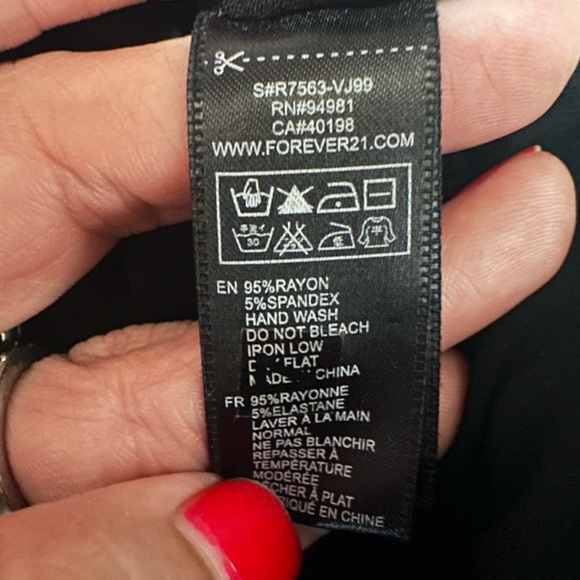 S#R7563-VJ99
RN#94981
CA#40198
WWW.FOREVER21.COM
30
EN 95%RAYON
5%SPANDEX
HAND WASH
DO NOT BLEACH
IRON LOW
FLAT
CHINA
FR 95%RAYONNE
5%ELASTANE
LAVER À LA MAIN
NORMAL
NE PAS BLANCHIR
REPASSER À
TEMPÉRATURE
MODÉRÉE
À PLAT
EN CHINE